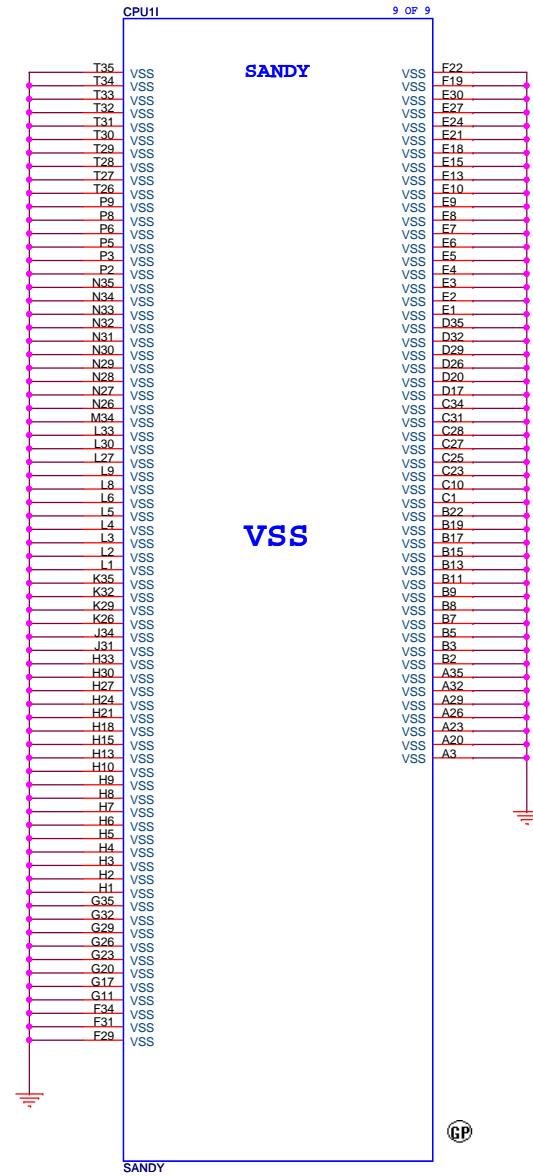 CPU1I 9 OF 9
SANDY
T35 VSS VSS F22
T34 VSS VSS F19
T33 VSS VSS E30
T32 VSS VSS E27
T31 VSS VSS E24
T30 VSS VSS E21
T29 VSS VSS E18
T28 VSS VSS E15
T27 VSS VSS E13
T26 VSS VSS E10
P9 VSS VSS E9
P8 VSS VSS E8
P6 VSS VSS E7
P5 VSS VSS E6
P3 VSS VSS E5
P2 VSS VSS E4
N35 VSS VSS E3
N34 VSS VSS E2
N33 VSS VSS E1
N32 VSS VSS D35
N31 VSS VSS D32
N30 VSS VSS D29
N29 VSS VSS D26
N28 VSS VSS D20
N27 VSS VSS D17
N26 VSS VSS C34
M34 VSS VSS C31
L33 VSS VSS C28
L30 VSS VSS C27
L27 VSS VSS C25
L9 VSS VSS C23
L8 VSS VSS C10
L6 VSS VSS C1
L5 VSS VSS B22
L4 VSS VSS B19
VSS
L3 VSS VSS B17
L2 VSS VSS B15
L1 VSS VSS B13
K35 VSS VSS B11
K32 VSS VSS B9
K29 VSS VSS B8
K26 VSS VSS B7
J34 VSS VSS B5
J31 VSS VSS B3
H33 VSS VSS B2
H30 VSS VSS A35
H27 VSS VSS A32
H24 VSS VSS A29
H21 VSS VSS A26
H18 VSS VSS A23
H15 VSS VSS A20
H13 VSS VSS A3
H10 VSS
H9 VSS
H8 VSS
H7 VSS
H6 VSS
H5 VSS
H4 VSS
H3 VSS
H2 VSS
H1 VSS
G35 VSS
G32 VSS
G29 VSS
G26 VSS
G23 VSS
G20 VSS
G17 VSS
G11 VSS
F34 VSS
F31 VSS
F29 VSS
GP
SANDY